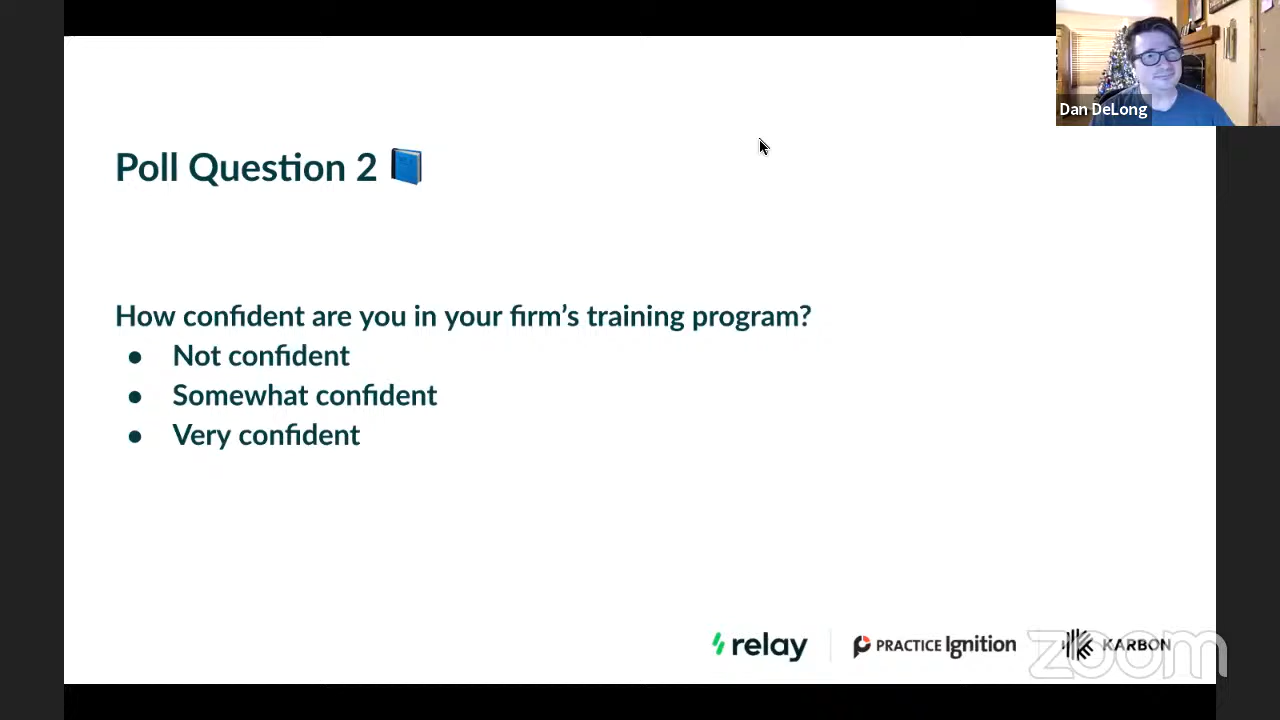 Dan DeLong
Poll Question 2
How confident are you in your firm’s training program?
● Not confident
● Somewhat confident
● Very confident
relay
PRACTICE Ignition
KARBON
zoom